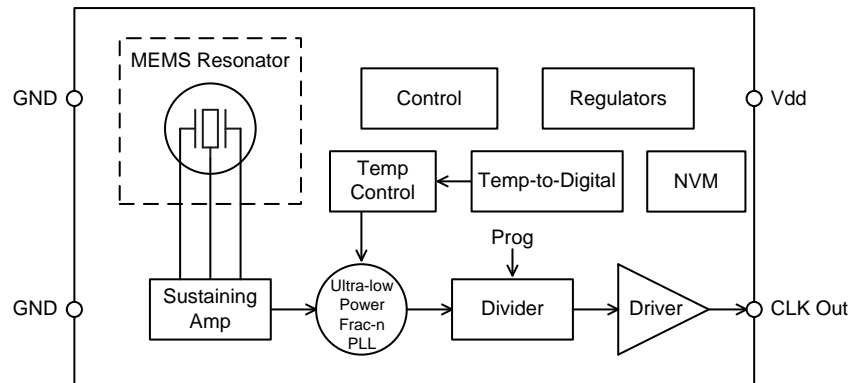 MEMS Resonator
GND
Control
Regulators
Vdd
Temp
Control
Temp-to-Digital
NVM
Prog
GND
Sustaining
Amp
Ultra-low
Power
Frac-n
PLL
Divider
Driver
CLK Out